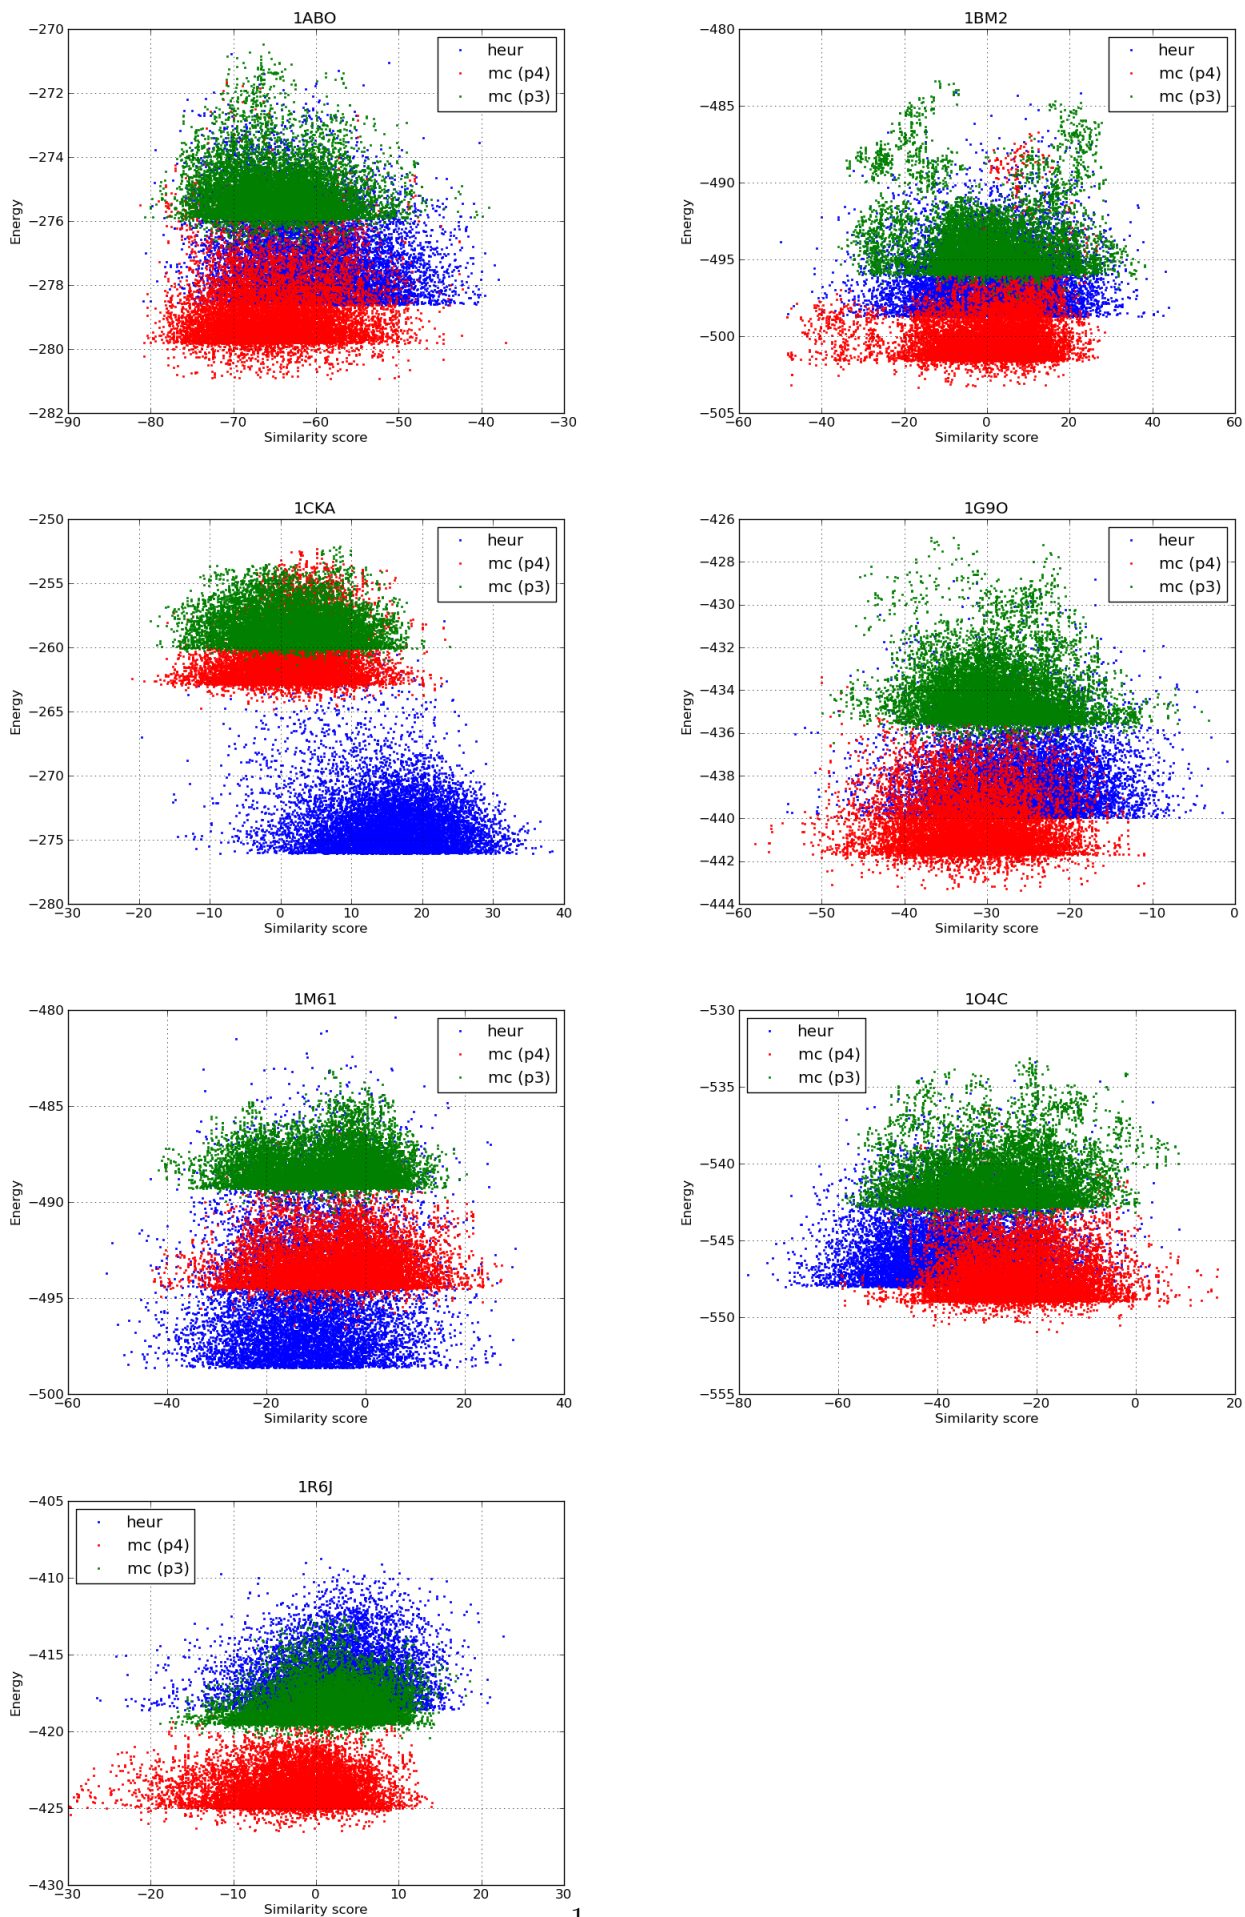 1ABO
−270
−272
−274
−276
−278
−280
−282
Energy
heur
mc (p4)
mc (p3)
−90 −80 −70 −60 −50 −40 −30
Similarity score
1BM2
−480
−485
−490
−495
−500
−505
Energy
heur
mc (p4)
mc (p3)
−60 −40 −20 0 20 40 60
Similarity score
1CKA
−250
−255
−260
−265
−270
−275
−280
Energy
heur
mc (p4)
mc (p3)
−30 −20 −10 0 10 20 30 40
Similarity score
1G9O
−426
−428
−430
−432
−434
−436
−438
−440
−442
−444
Energy
heur
mc (p4)
mc (p3)
−60 −50 −40 −30 −20 −10 0
Similarity score
1M61
−480
−485
−490
−495
−500
Energy
heur
mc (p4)
mc (p3)
−60 −40 −20 0 20 40
Similarity score
1O4C
−530
−535
−540
−545
−550
−555
Energy
heur
mc (p4)
mc (p3)
−80 −60 −40 −20 0 20
Similarity score
1R6J
−405
−410
−415
−420
−425
−430
Energy
heur
mc (p4)
mc (p3)
−30 −20 −10 0 10 20 30
Similarity score
1